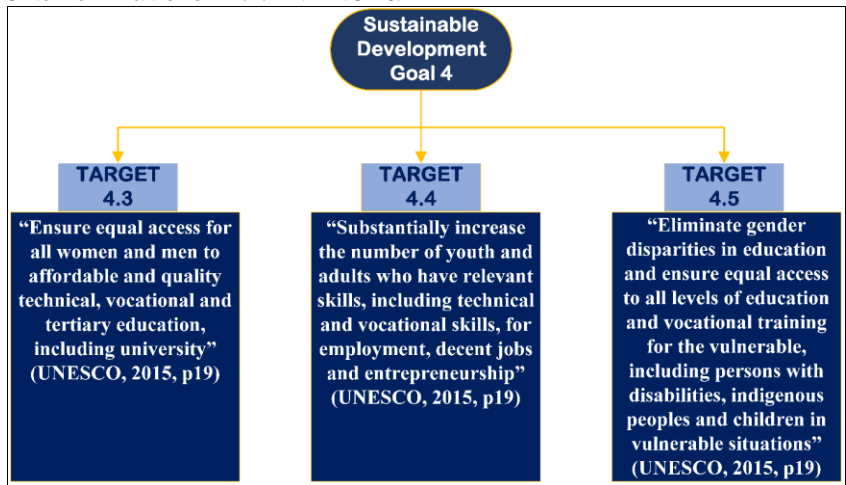 Sustainable
Development
Goal 4
TARGET
4.3
“Ensure equal access for
all women and men to
affordable and quality
technical, vocational and
tertiary education,
including university”
(UNESCO, 2015, p19)
TARGET
4.4
“Substantially increase
the number of youth and
adults who have relevant
skills, including technical
and vocational skills, for
employment, decent jobs
and entrepreneurship”
(UNESCO, 2015, p19)
TARGET
4.5
“Eliminate gender
disparities in education
and ensure equal access
to all levels of education
and vocational training
for the vulnerable,
including persons with
disabilities, indigenous
peoples and children in
vulnerable situations”
(UNESCO, 2015, p19)